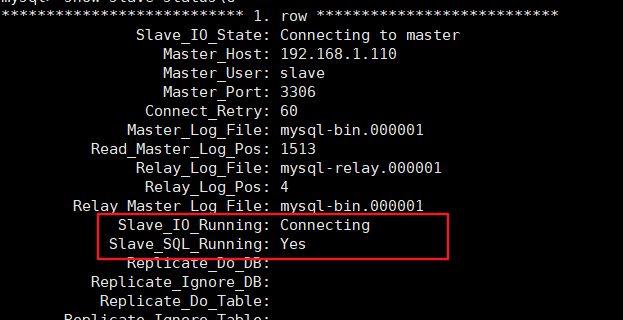 *************************** 1. row ***************************
Slave_IO_State: Connecting to master
Master_Host: 192.168.1.110
Master_User: slave
Master_Port: 3306
Connect_Retry: 60
Master_Log_File: mysql-bin.000001
Read_Master_Log_Pos: 1513
Relay_Log_File: mysql-relay.000001
Relay_Log_Pos: 4
Relay_Master_Log_File: mysql-bin.000001
Slave_IO_Running: Connecting
Slave_SQL_Running: Yes
Replicate_Do_DB:
Replicate_Ignore_DB:
Replicate_Do_Table:
Replicate_Ignore_Table: